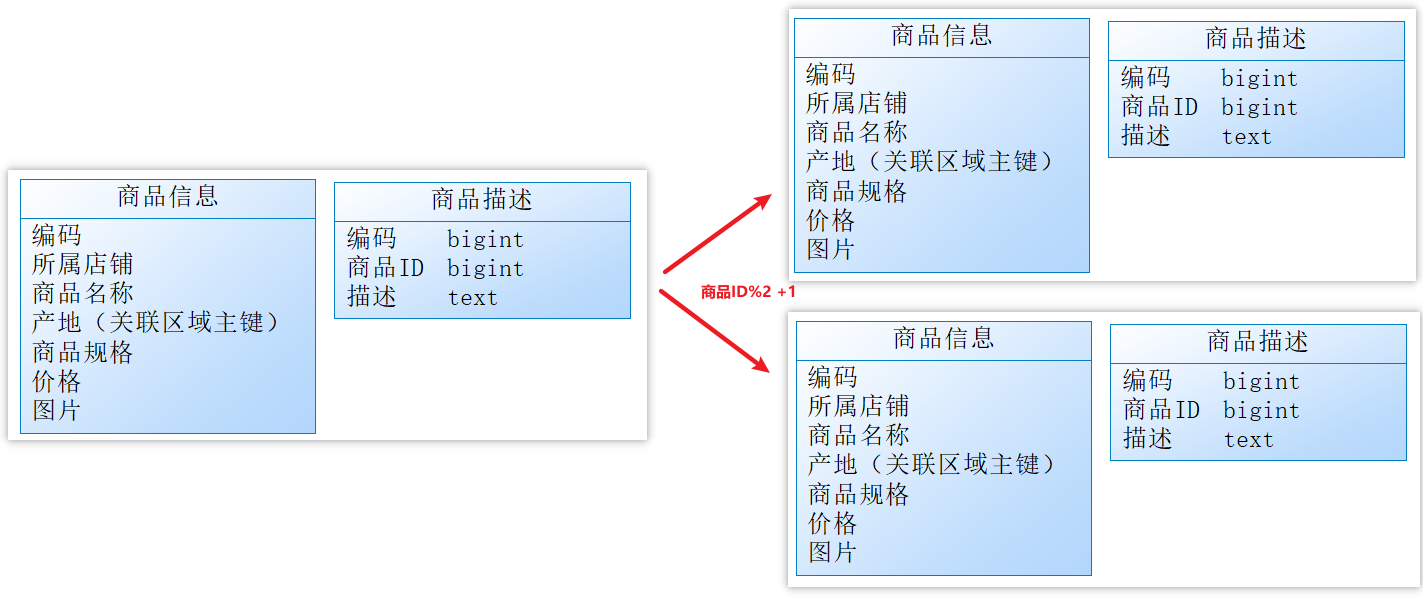 商品信息
编码
所属店铺
商品名称
产地（关联区域主键）
商品规格
价格
图片
商品描述
编码 bigint
商品ID bigint
描述 text
商品ID%2 +1
商品信息
编码
所属店铺
商品名称
产地（关联区域主键）
商品规格
价格
图片
商品描述
编码 bigint
商品ID bigint
描述 text
商品信息
编码
所属店铺
商品名称
产地（关联区域主键）
商品规格
价格
图片
商品描述
编码 bigint
商品ID bigint
描述 text